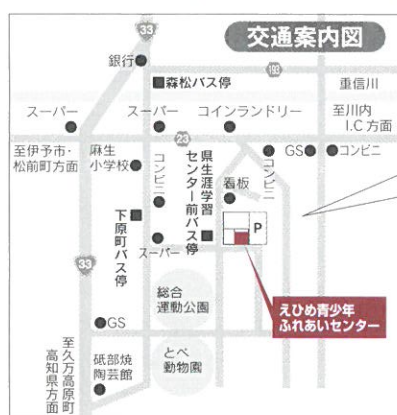 交通案内図
33
銀行
193
森松バス停
重信川
スーパー
スーパー
コインランドリー
至川内
I.C 方面
23
至伊予市・
松前町方面
麻生
小学校
コンビニ
県生涯学習
センター前バス停
コンビニ
GS
コンビニ
看板
下原町バス停
P
スーパー
33
総合
運動公園
えひめ青少年
ふれあいセンター
GS
至久万高原町
高知県方面
砥部焼
陶芸館
とべ
動物園